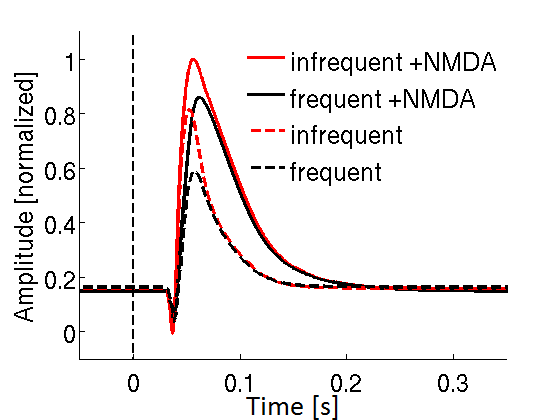 Amplitude [normalized]
1
0.8
0.6
0.4
0.2
0
infrequent +NMDA
frequent +NMDA
infrequent
frequent
0 0.1 0.2 0.3
Time [s]